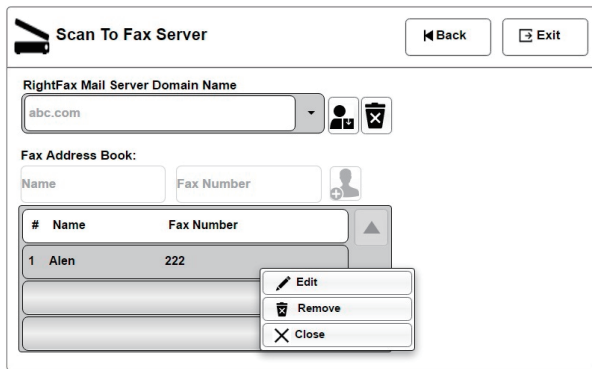 Scan To Fax Server
Back
Exit
RightFax Mail Server Domain Name
abc.com
Fax Address Book:
Name Fax Number
# Name Fax Number
1 Alen 222
Edit
Remove
Close